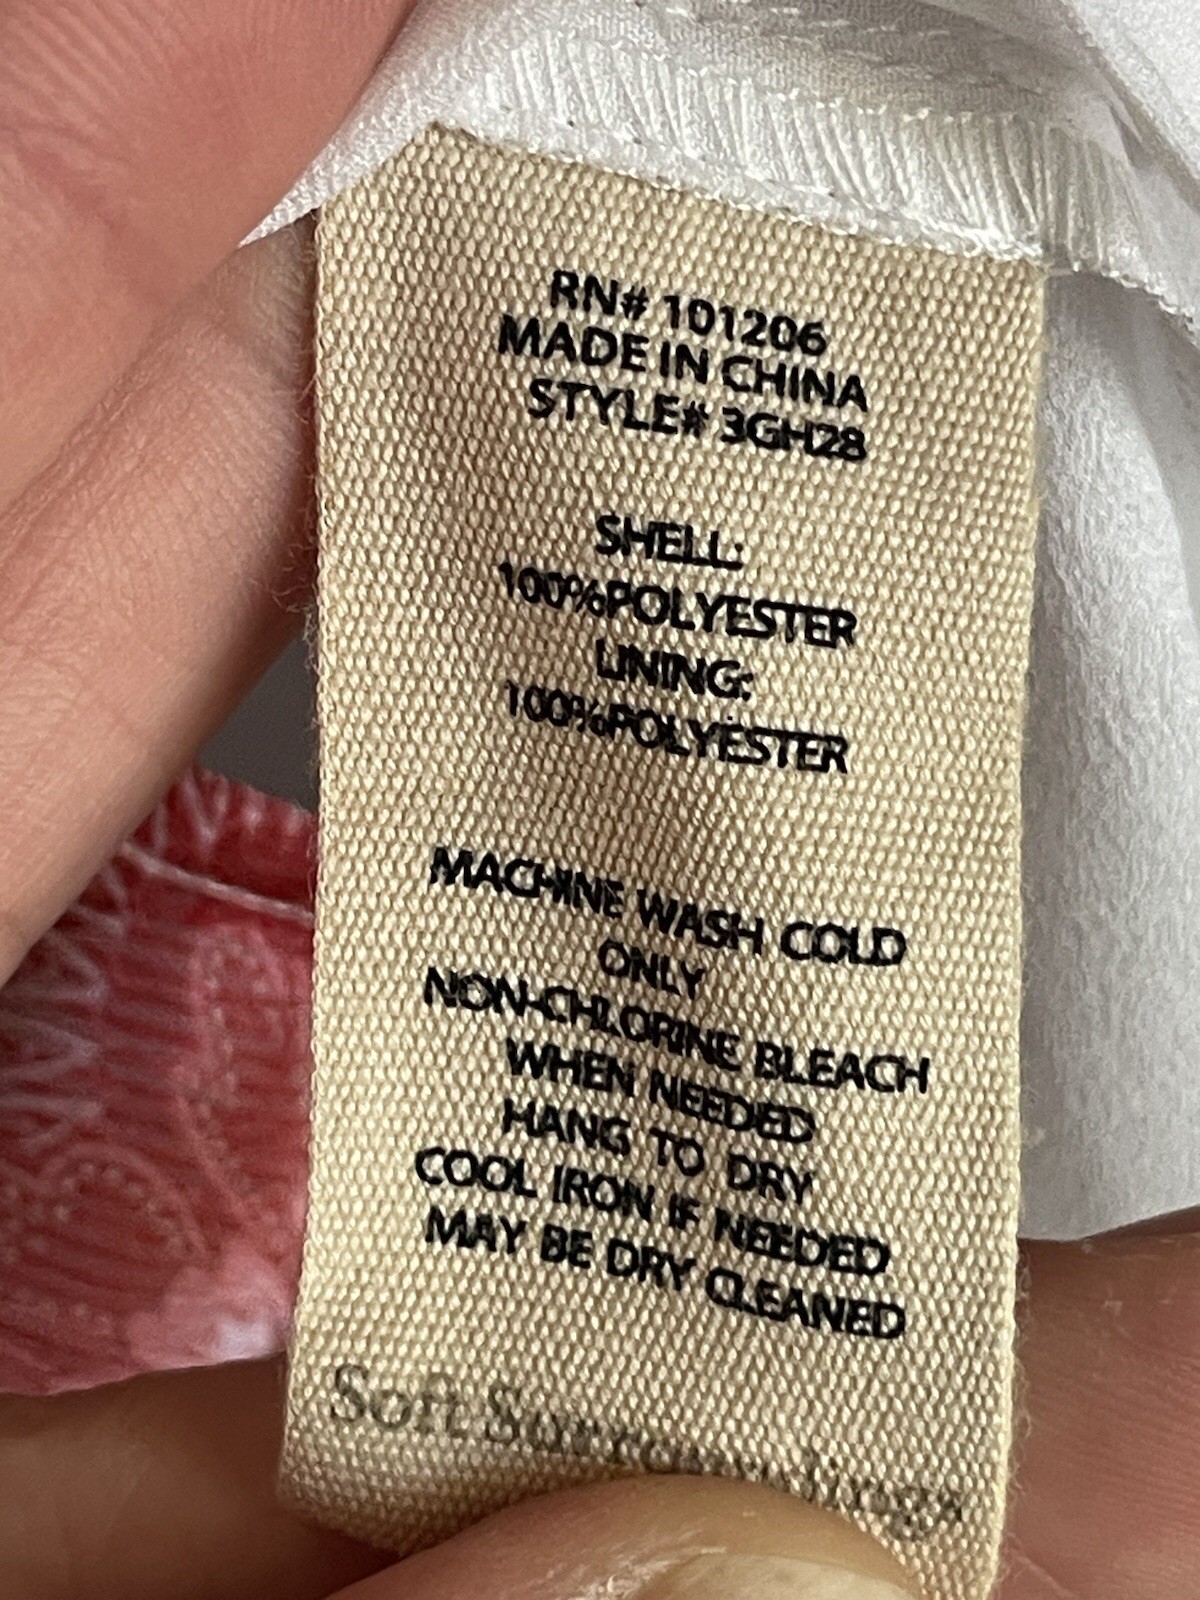 RN# 101206
MADE IN CHINA
STYLE# 3GH28
SHELL:
100%POLYESTER
LINING:
100%POLYESTER
MACHINE WASH COLD
ONLY
NON-CHLORINE BLEACH
WHEN NEEDED
HANG TO DRY
COOL IRON IF NEEDED
MAY BE DRY CLEANED
Soft